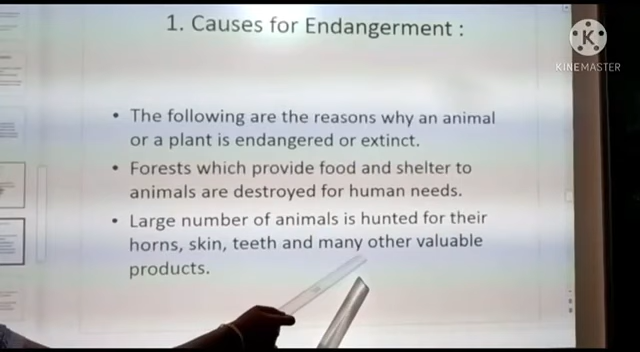 1. Causes for Endangerment :
K
KINEMASTER
• The following are the reasons why an animal
or a plant is endangered or extinct.
• Forests which provide food and shelter to
animals are destroyed for human needs.
• Large number of animals is hunted for their
horns, skin, teeth and many other valuable
products.